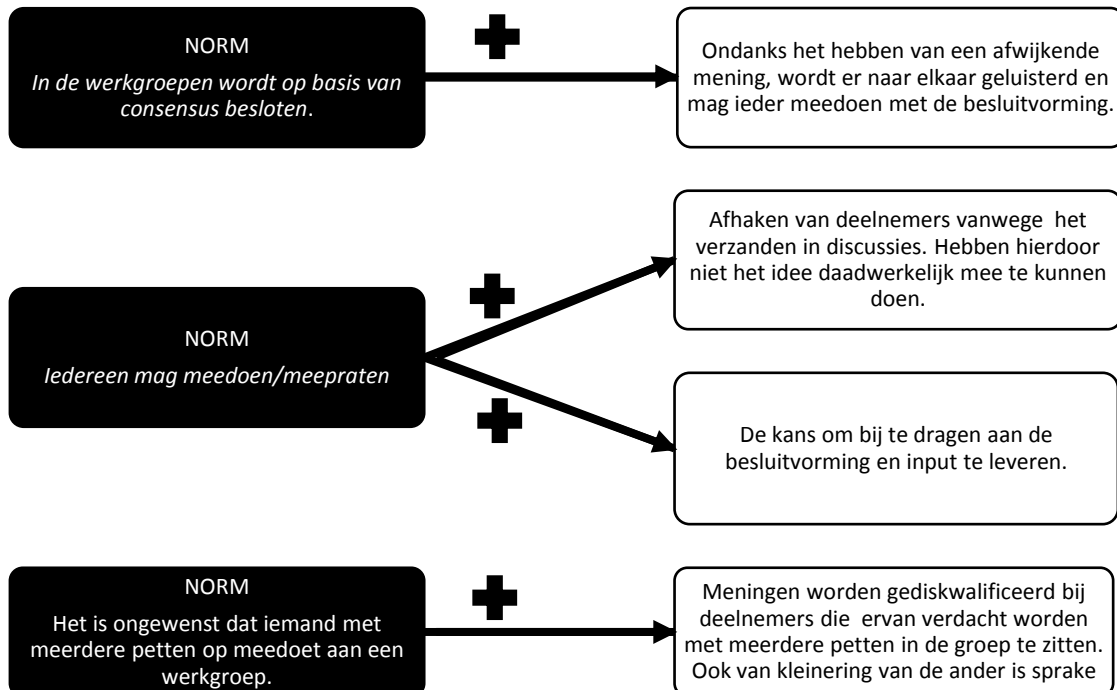 NORM
In de werkgroepen wordt op basis van
consensus besloten.
Ondanks het hebben van een afwijkende
mening, wordt er naar elkaar geluisterd en
mag ieder meedoen met de besluitvorming.
NORM
Iedereen mag meedoen/meepraten
Afhaken van deelnemers vanwege het
verzanden in discussies. Hebben hierdoor
niet het idee daadwerkelijk mee te kunnen
doen.
De kans om bij te dragen aan de
besluitvorming en input te leveren.
NORM
Het is ongewenst dat iemand met
meerdere petten op meedoet aan een
werkgroep.
Meningen worden gediskwalificeerd bij
deelnemers die ervan verdacht worden
met meerdere petten in de groep te zitten.
Ook van kleinering van de ander is sprake